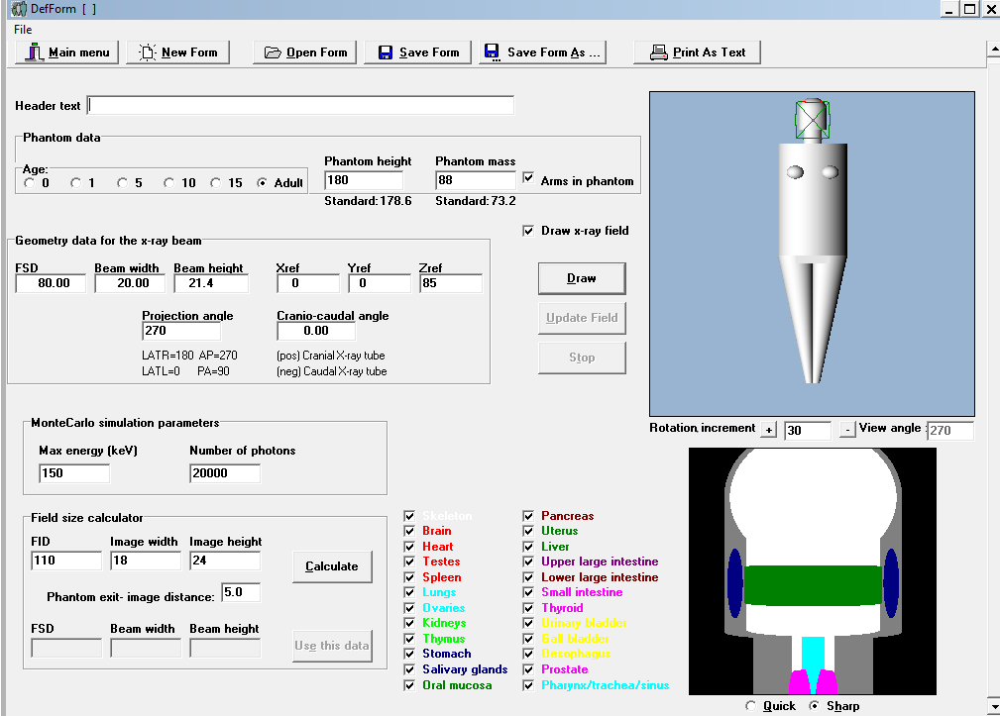 DefForm [ ]
File
Main menu New Form Open Form Save Form Save Form As ... Print As Text
Header text
Phantom data
Age:
0 1 5 10 15 Adult
Phantom height Phantom mass
180 88 Arms in phantom
Standard: 178.6 Standard: 73.2
Draw x-ray field
Geometry data for the x-ray beam
FSD Beam width Beam height Xref Yref Zref
80.00 20.00 21.4 0 0 85
Draw
Projection angle Cranio-caudal angle
270 0.00
Update Field
LATR=180 AP=270 (pos) Cranial X-ray tube
LATL=0 PA=90 (neg) Caudal X-ray tube
Stop
Rotation increment + 30 - View angle : 270
MonteCarlo simulation parameters
Max energy (keV) Number of photons
150 20000
Field size calculator
FID Image width Image height
110 18 24
Calculate
Phantom exit- image distance: 5.0
FSD Beam width Beam height
Use this data
Skeleton Pancreas
Brain Uterus
Heart Liver
Testes Upper large intestine
Spleen Lower large intestine
Lungs Small intestine
Ovaries Thyroid
Kidneys Urinary bladder
Thymus Gall bladder
Stomach Oesophagus
Salivary glands Prostate
Oral mucosa Pharynx/trachea/sinus
Quick Sharp